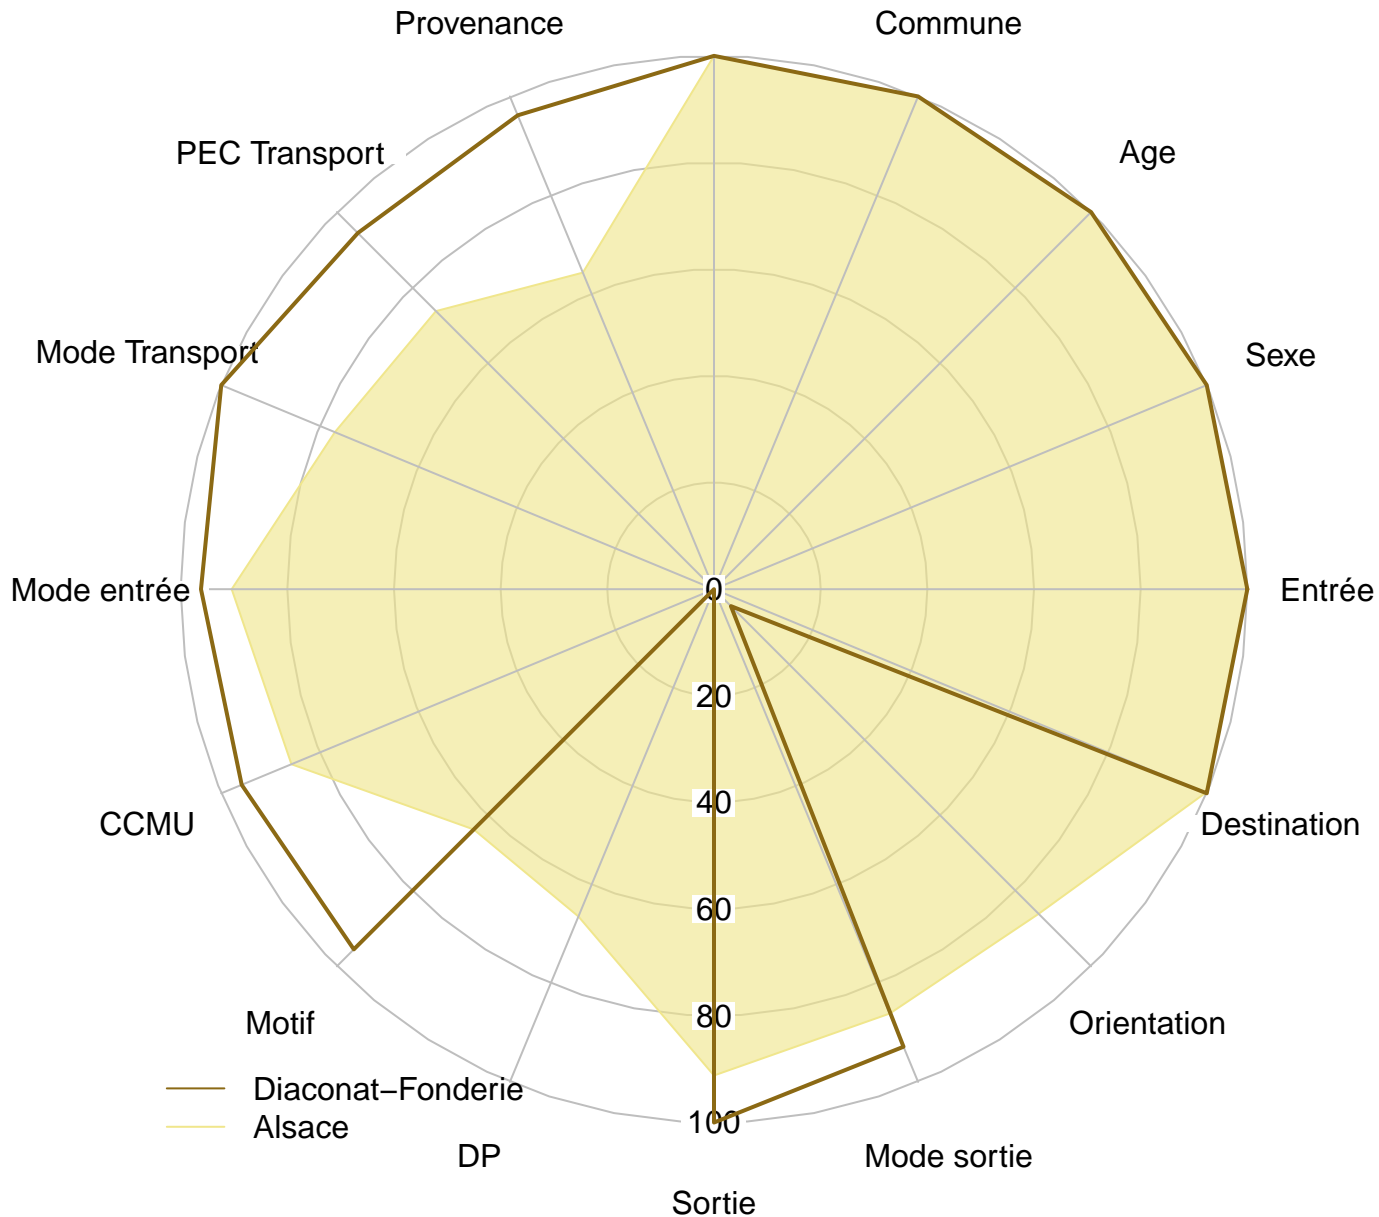 Provenance
Commune
PEC Transport
Age
Mode Transport
Sexe
Mode entrée
0
Entrée
20
40
CCMU
Destination
60
80
Motif
Orientation
Diaconat−Fonderie
Alsace
100
DP
Mode sortie
Sortie